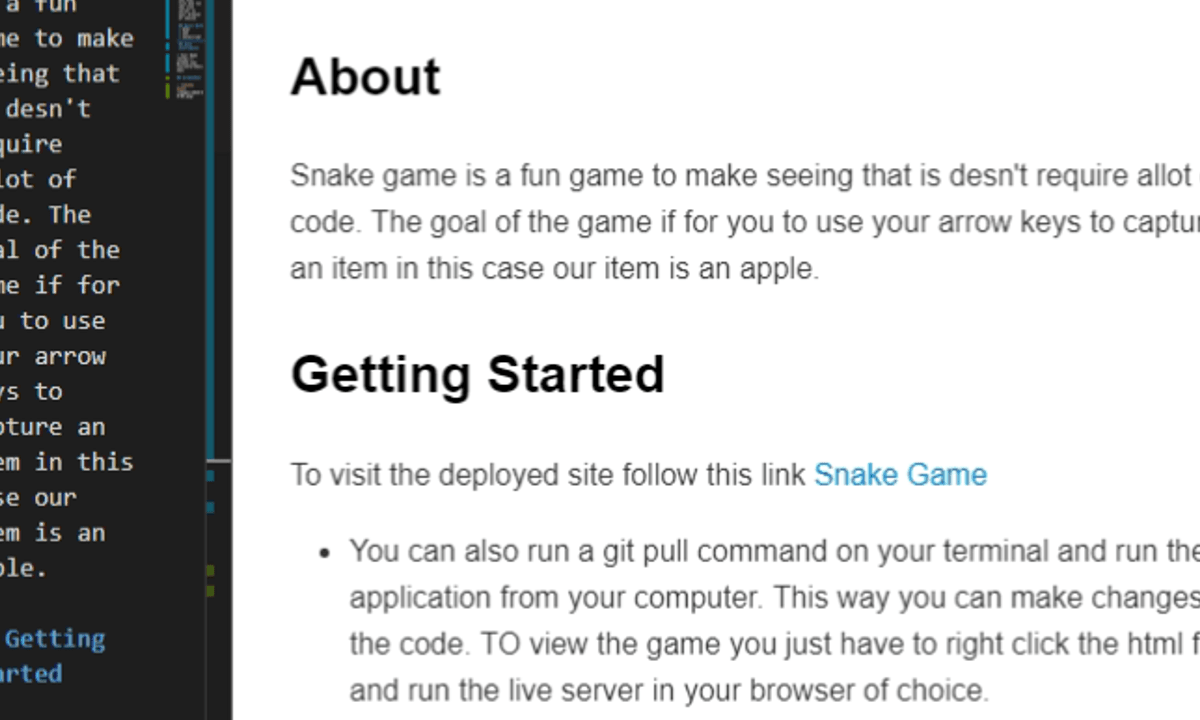 a fun
me to make
eing that
desn't
quire
lot of
de. The
al of the
me if for
u to use
ur arrow
ys to
pture an
em in this
se our
em is an
ple.
Getting
arted
About
Snake game is a fun game to make seeing that is desn't require allot
code. The goal of the game if for you to use your arrow keys to captur
an item in this case our item is an apple.
Getting Started
To visit the deployed site follow this link Snake Game
• You can also run a git pull command on your terminal and run the
application from your computer. This way you can make changes
the code. TO view the game you just have to right click the html f
and run the live server in your browser of choice.